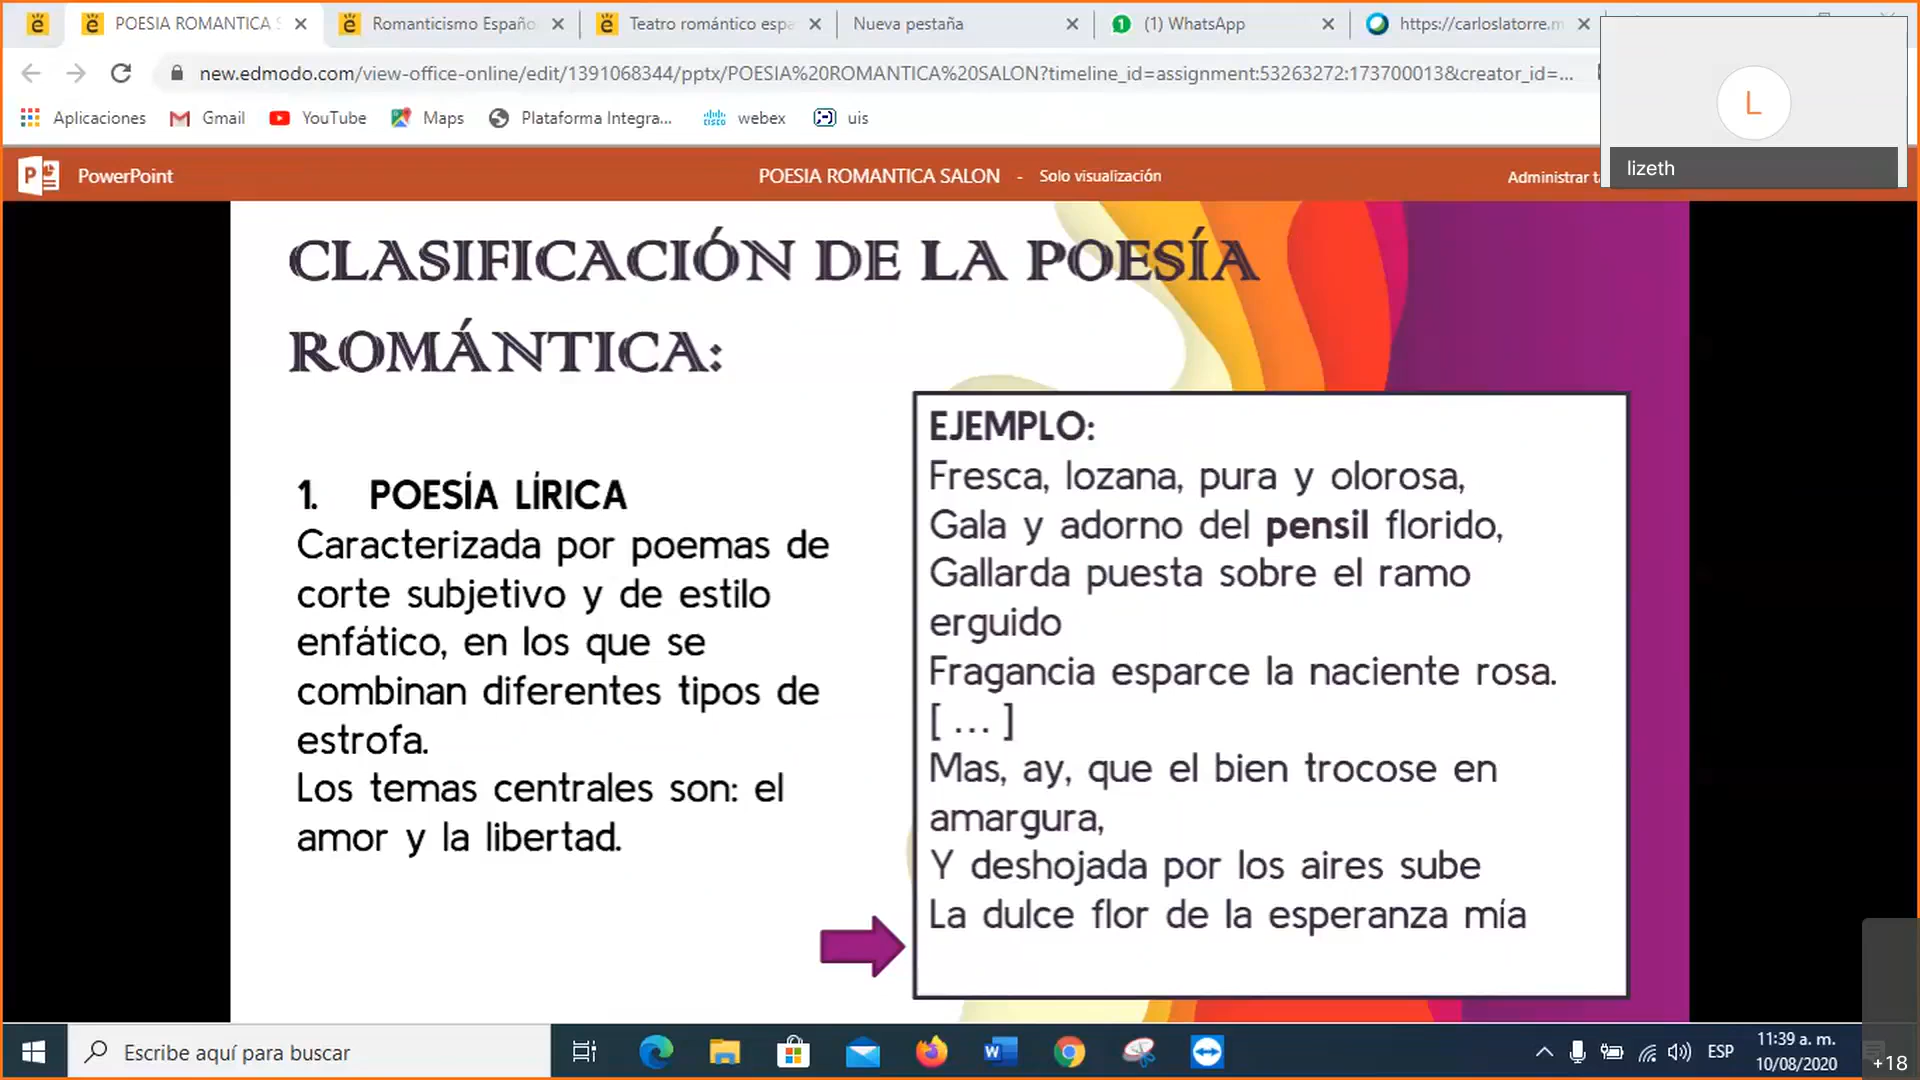 POESIA ROMANTICA S
Romanticismo Españo
Teatro romántico espa
Nueva pestaña
(1) WhatsApp
https://carloslatorre.m
new.edmodo.com/view-office-online/edit/1391068344/pptx/POESIA%20ROMANTICA%20SALON?timeline_id=assignment:53263272:173700013&creator_id=...
Aplicaciones
Gmail
YouTube
Maps
Plataforma Integra...
webex
uis
L
lizeth
PowerPoint
POESIA ROMANTICA SALON - Solo visualización
Administrar t
CLASIFICACIÓN DE LA POESÍA
ROMÁNTICA:
1. POESÍA LÍRICA
Caracterizada por poemas de
corte subjetivo y de estilo
enfático, en los que se
combinan diferentes tipos de
estrofa.
Los temas centrales son: el
amor y la libertad.
EJEMPLO:
Fresca, lozana, pura y olorosa,
Gala y adorno del pensil florido,
Gallarda puesta sobre el ramo
erguido
Fragancia esparce la naciente rosa.
[ ... ]
Mas, ay, que el bien trocose en
amargura,
Y deshojada por los aires sube
La dulce flor de la esperanza mía
Escribe aquí para buscar
ESP
11:39 a. m.
10/08/2020
+18